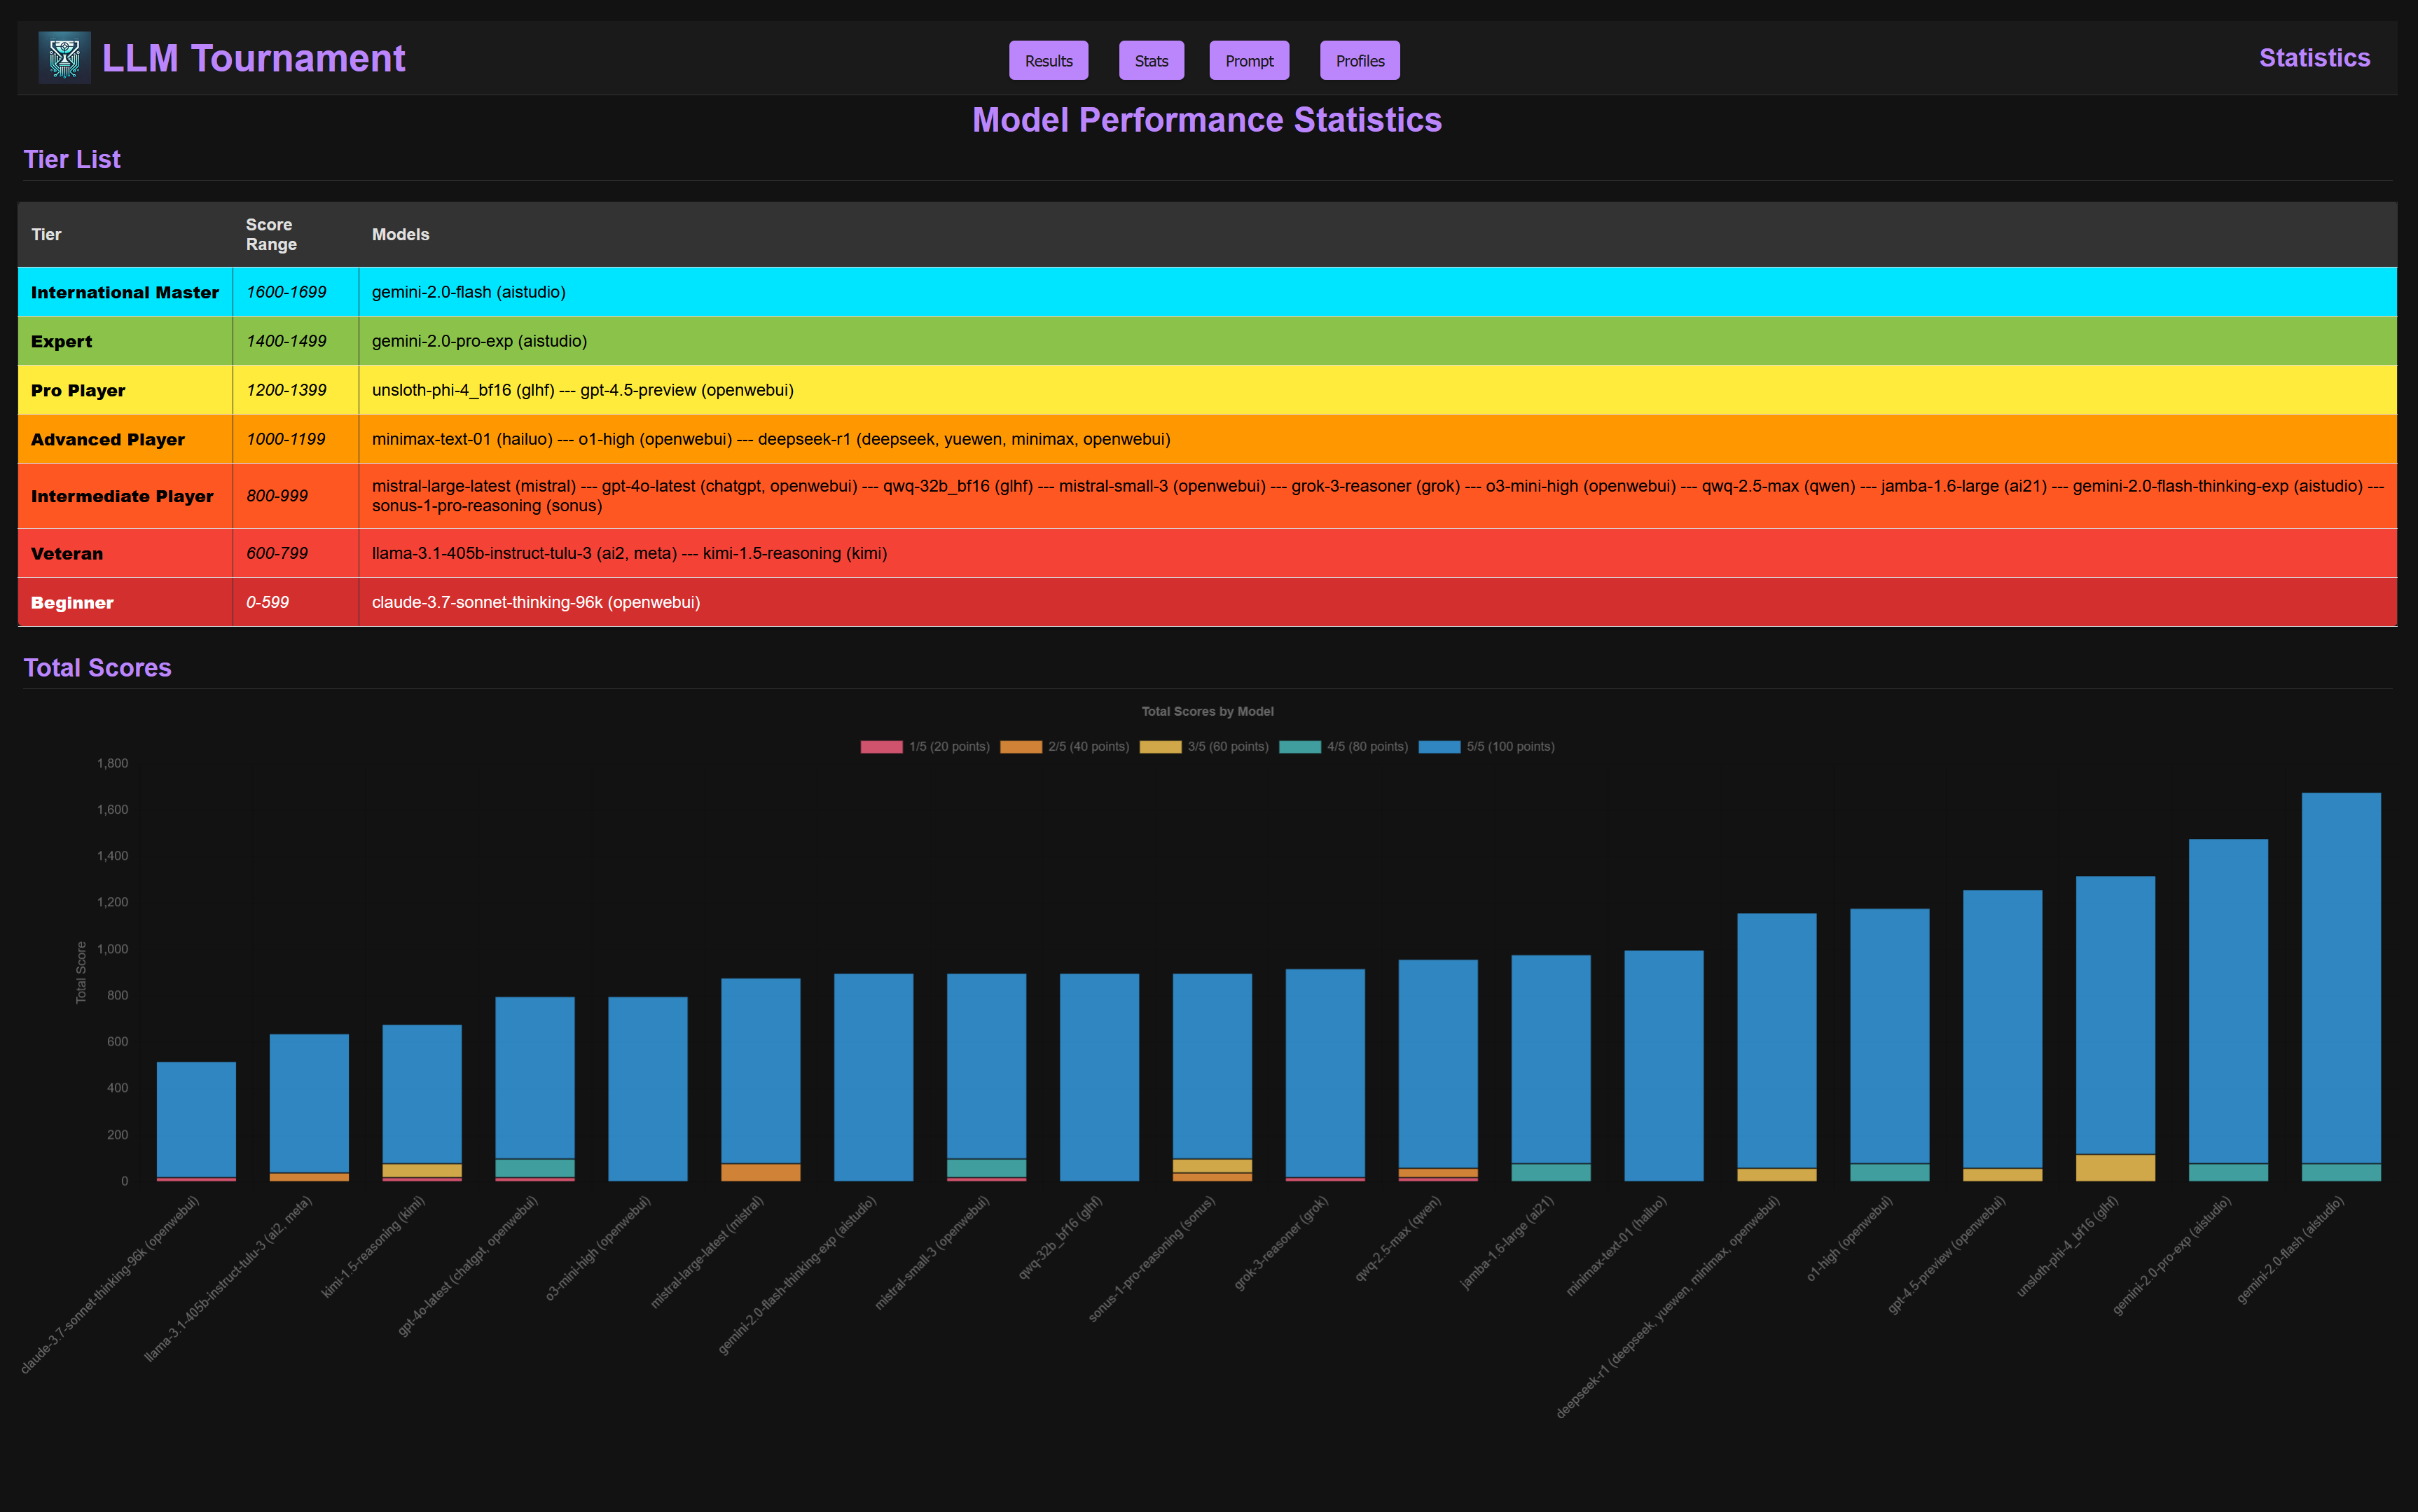 LLM Tournament
Results
Stats
Prompt
Profiles
Statistics
Model Performance Statistics
Tier List
Tier
Score
Range
Models
International Master
1600-1699
gemini-2.0-flash (aistudio)
Expert
1400-1499
gemini-2.0-pro-exp (aistudio)
Pro Player
1200-1399
unsloth-phi-4_bf16 (glhf) --- gpt-4.5-preview (openwebui)
Advanced Player
1000-1199
minimax-text-01 (hailuo) --- o1-high (openwebui) --- deepseek-r1 (deepseek, yuewen, minimax, openwebui)
Intermediate Player
800-999
mistral-large-latest (mistral) --- gpt-4o-latest (chatgpt, openwebui) --- qwq-32b_bf16 (glhf) --- mistral-small-3 (openwebui) --- grok-3-reasoner (grok) --- o3-mini-high (openwebui) --- qwq-2.5-max (qwen) --- jamba-1.6-large (ai21) --- gemini-2.0-flash-thinking-exp (aistudio) ---
sonus-1-pro-reasoning (sonus)
Veteran
600-799
llama-3.1-405b-instruct-tulu-3 (ai2, meta) --- kimi-1.5-reasoning (kimi)
Beginner
0-599
claude-3.7-sonnet-thinking-96k (openwebui)
Total Scores
Total Scores by Model
1/5 (20 points)
2/5 (40 points)
3/5 (60 points)
4/5 (80 points)
5/5 (100 points)
Total Score
1,800
1,600
1,400
1,200
1,000
800
600
400
200
0
claude-3.7-sonnet-thinking-96k (openwebui)
llama-3.1-405b-instruct-tulu-3 (ai2, meta)
kimi-1.5-reasoning (kimi)
gpt-4o-latest (chatgpt, openwebui)
o3-mini-high (openwebui)
mistral-large-latest (mistral)
gemini-2.0-flash-thinking-exp (aistudio)
mistral-small-3 (openwebui)
qwq-32b_bf16 (glhf)
sonus-1-pro-reasoning (sonus)
grok-3-reasoner (grok)
qwq-2.5-max (qwen)
jamba-1.6-large (ai21)
minimax-text-01 (hailuo)
deepseek-r1 (deepseek, yuewen, minimax, openwebui)
o1-high (openwebui)
gpt-4.5-preview (openwebui)
unsloth-phi-4_bf16 (glhf)
gemini-2.0-pro-exp (aistudio)
gemini-2.0-flash (aistudio)